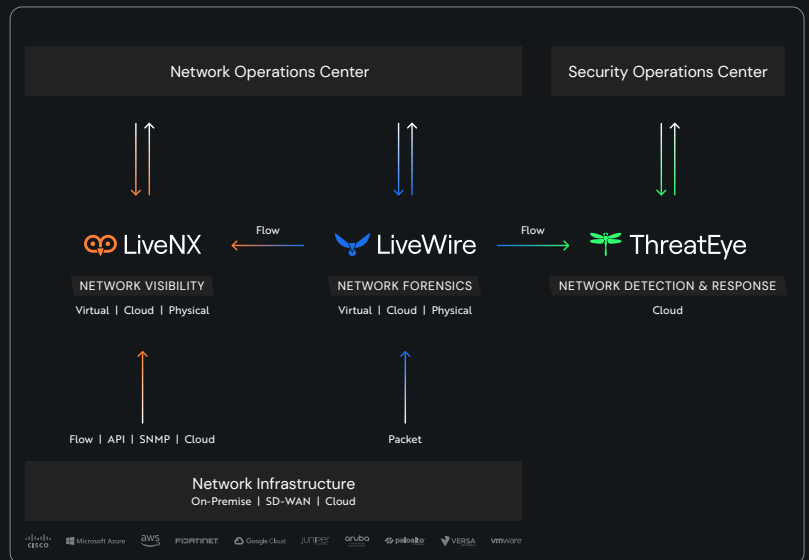 Network Operations Center
Security Operations Center
LiveNX
Flow
LiveWire
Flow
ThreatEye
NETWORK VISIBILITY
NETWORK FORENSICS
NETWORK DETECTION & RESPONSE
Virtual | Cloud | Physical
Virtual | Cloud | Physical
Cloud
Flow | API | SNMP | Cloud
Packet
Network Infrastructure
On-Premise | SD-WAN | Cloud
CISCO
Microsoft Azure
aws
FORTINET
Google Cloud
JUNIPER
aruba
paloalto
VERSA
vmware